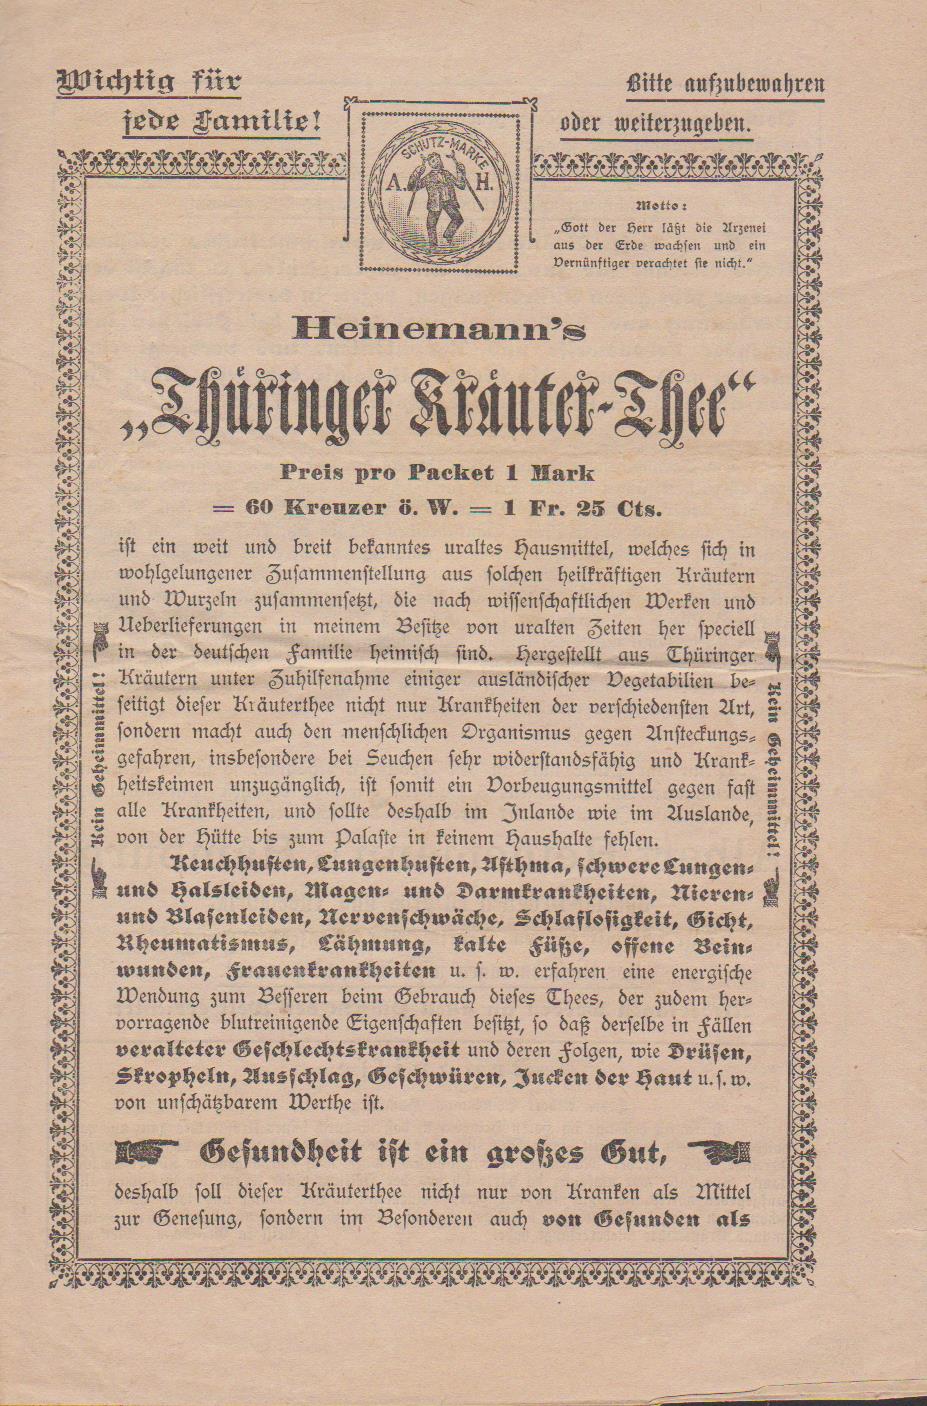 Wichtig für
jede Familie!
Bitte aufzubewahren
oder weiterzugeben.
SCHUTZ-MARKE
A. H.
Motto:
„Gott der Herr läßt die Arzenei
aus der Erde wachsen und ein
Vernünftiger verachtet sie nicht.“
Heinemann's
„Thüringer Kräuter-Thee“
Preis pro Packet 1 Mark
= 60 Kreuzer ö. W. = 1 Fr. 25 Cts.
ist ein weit und breit bekanntes uraltes Hausmittel, welches sich in
wohlgelungener Zusammenstellung aus solchen heilkräftigen Kräutern
und Wurzeln zusammensetzt, die nach wissenschaftlichen Werken und
Ueberlieferungen in meinem Besitze von uralten Zeiten her speciell
in der deutschen Familie heimisch sind. Hergestellt aus Thüringer
Kräutern unter Zuhilfenahme einiger ausländischer Vegetabilien be-
seitigt dieser Kräuterthee nicht nur Krankheiten der verschiedensten Art,
sondern macht auch den menschlichen Organismus gegen Ansteckungs-
gefahren, insbesondere bei Seuchen sehr widerstandsfähig und Krank-
heitskeimen unzugänglich, ist somit ein Vorbeugungsmittel gegen fast
alle Krankheiten, und sollte deshalb im Inlande wie im Auslande,
von der Hütte bis zum Palaste in keinem Haushalte fehlen.
Keuchhusten, Lungenhusten, Asthma, schwere Lungen-
und Halsleiden, Magen- und Darmkrankheiten, Nieren-
und Blasenleiden, Nervenschwäche, Schlaflosigkeit, Gicht,
Rheumatismus, Lähmung, kalte Füße, offene Bein-
wunden, Frauenkrankheiten u. s. w. erfahren eine energische
Wendung zum Besseren beim Gebrauch dieses Thees, der zudem her-
vorragende blutreinigende Eigenschaften besitzt, so daß derselbe in Fällen
veralteter Geschlechtskrankheit und deren Folgen, wie Drüsen,
Skropheln, Ausschlag, Geschwüren, Jucken der Haut u. s. w.
von unschätzbarem Werthe ist.
Kein Geheimmittel!
Kein Geheimmittel!
Gesundheit ist ein großes Gut,
deshalb soll dieser Kräuterthee nicht nur von Kranken als Mittel
zur Genesung, sondern im Besonderen auch von Gesunden als